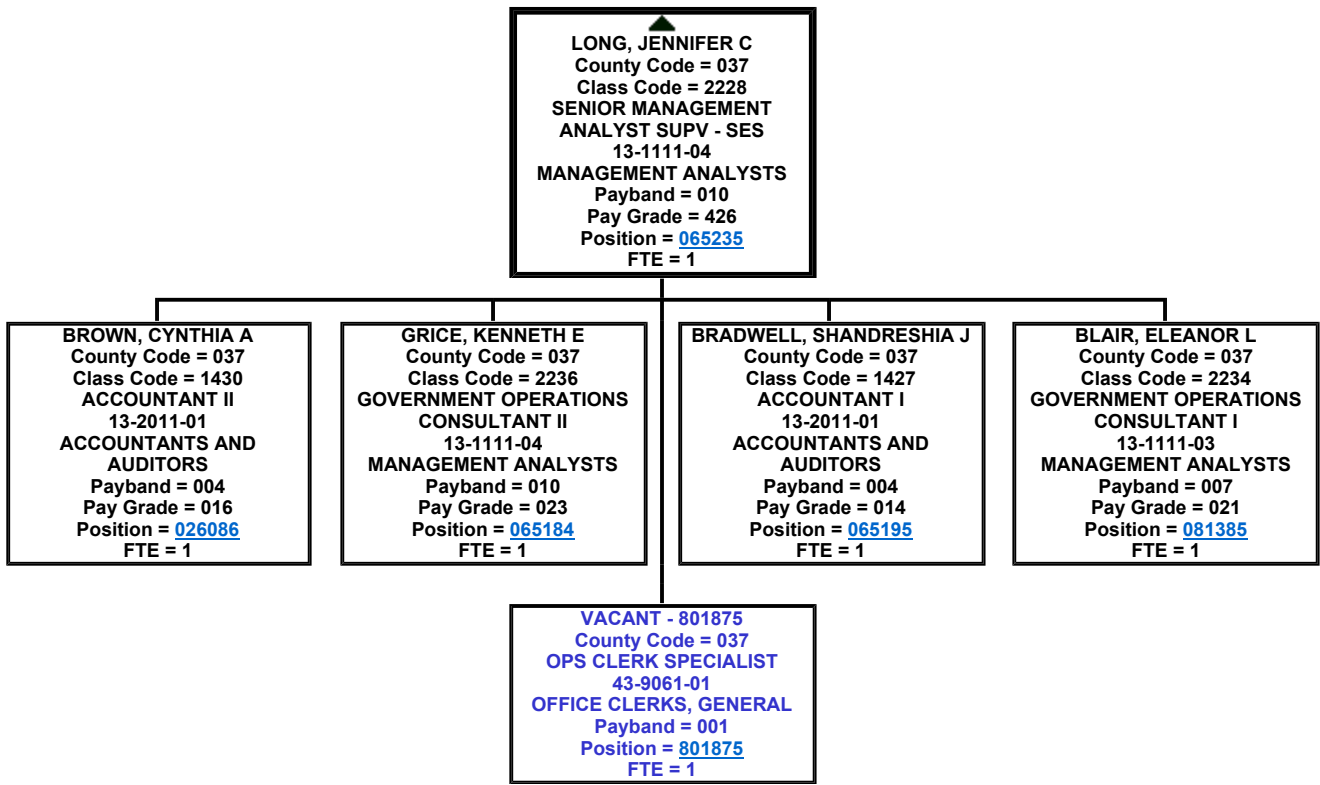 LONG, JENNIFER C
County Code = 037
Class Code = 2228
SENIOR MANAGEMENT
ANALYST SUPV - SES
13-1111-04
MANAGEMENT ANALYSTS
Payband = 010
Pay Grade = 426
Position = 065235
FTE = 1
BROWN, CYNTHIA A
County Code = 037
Class Code = 1430
ACCOUNTANT II
13-2011-01
ACCOUNTANTS AND
AUDITORS
Payband = 004
Pay Grade = 016
Position = 026086
FTE = 1
GRICE, KENNETH E
County Code = 037
Class Code = 2236
GOVERNMENT OPERATIONS
CONSULTANT II
13-1111-04
MANAGEMENT ANALYSTS
Payband = 010
Pay Grade = 023
Position = 065184
FTE = 1
BRADWELL, SHANDRESHIA J
County Code = 037
Class Code = 1427
ACCOUNTANT I
13-2011-01
ACCOUNTANTS AND
AUDITORS
Payband = 004
Pay Grade = 014
Position = 065195
FTE = 1
BLAIR, ELEANOR L
County Code = 037
Class Code = 2234
GOVERNMENT OPERATIONS
CONSULTANT I
13-1111-03
MANAGEMENT ANALYSTS
Payband = 007
Pay Grade = 021
Position = 081385
FTE = 1
VACANT - 801875
County Code = 037
OPS CLERK SPECIALIST
43-9061-01
OFFICE CLERKS, GENERAL
Payband = 001
Position = 801875
FTE = 1